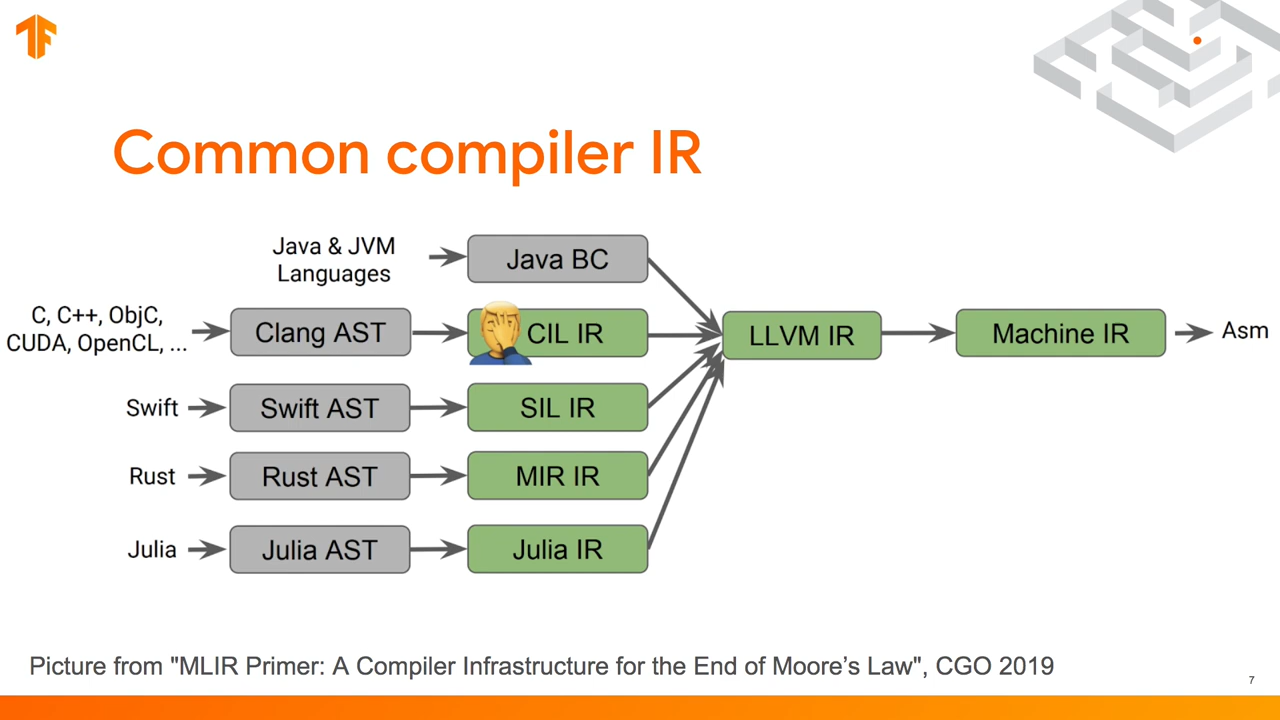 Common compiler IR
Java & JVM
Languages
Java BC
C, C++, ObjC,
CUDA, OpenCL, ...
Clang AST
CIL IR
LLVM IR
Machine IR
Asm
Swift
Swift AST
SIL IR
Rust
Rust AST
MIR IR
Julia
Julia AST
Julia IR
Picture from "MLIR Primer: A Compiler Infrastructure for the End of Moore’s Law", CGO 2019
7